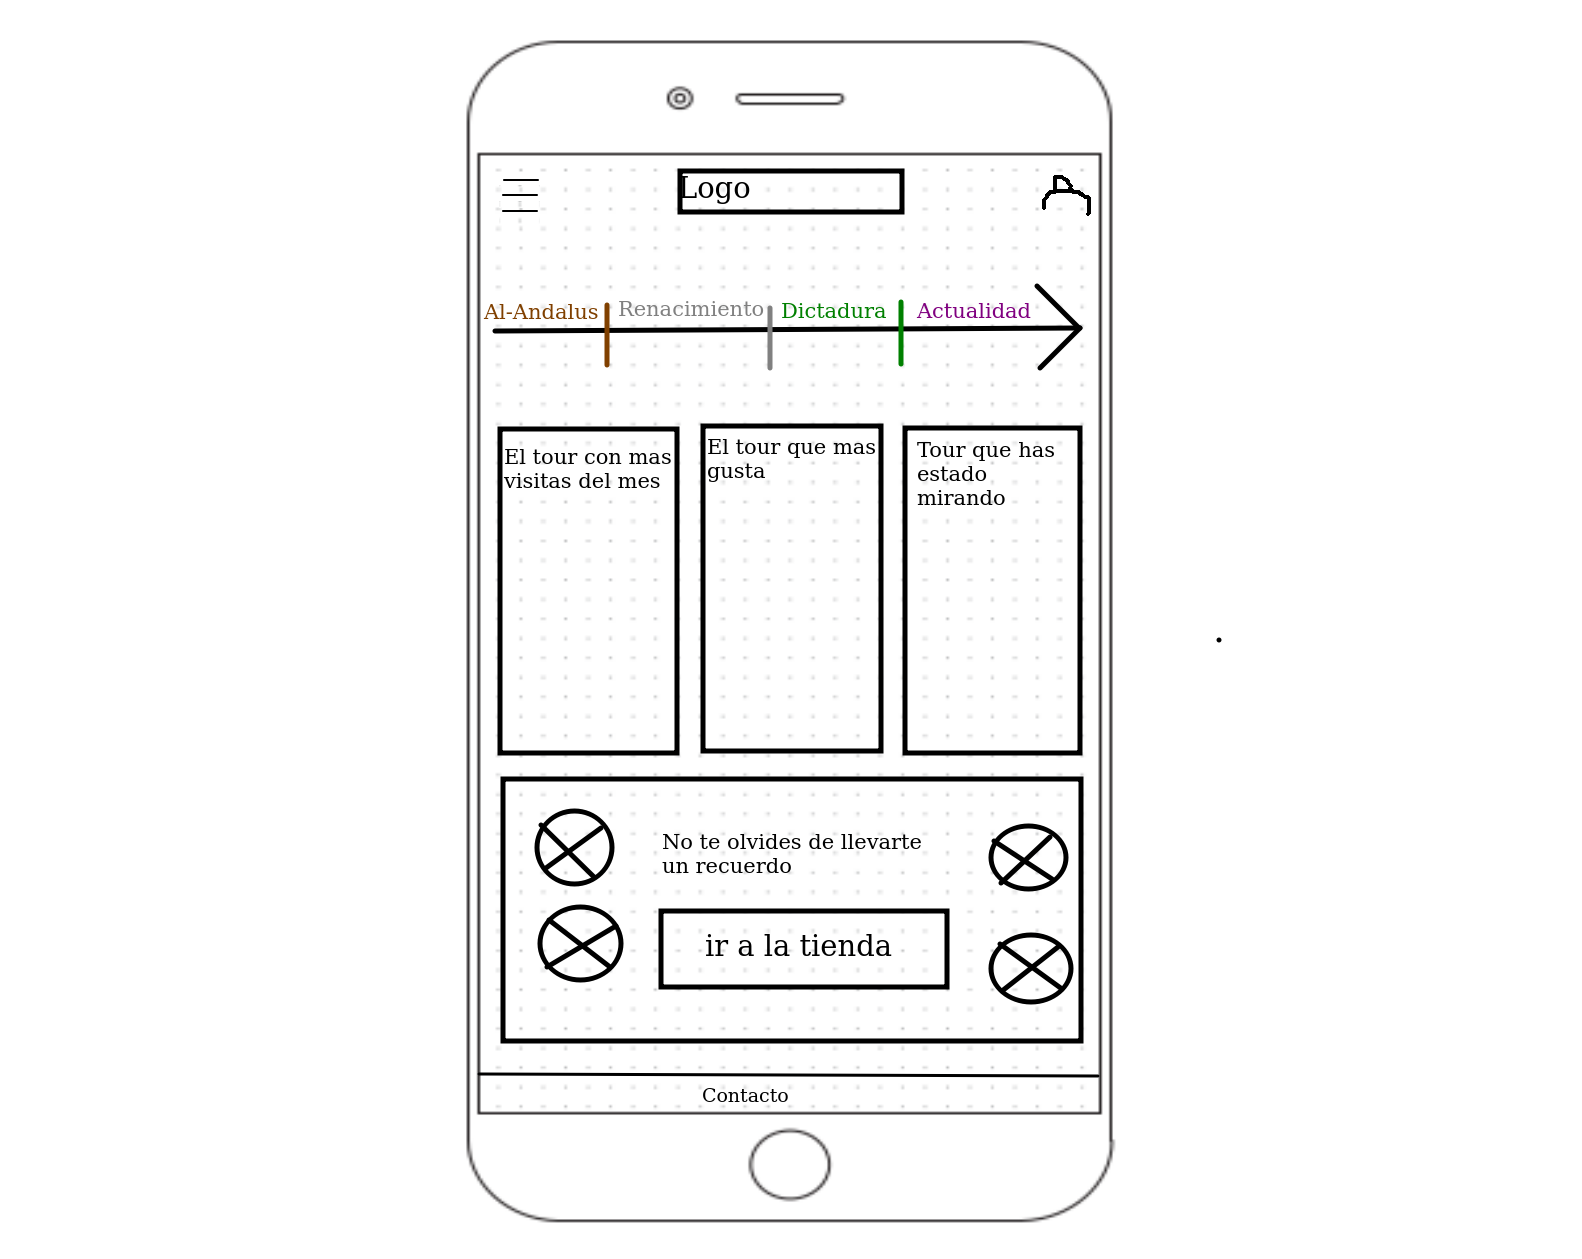 Logo
Al-Andalus
Renacimiento
Dictadura
Actualidad
El tour con mas
visitas del mes
El tour que mas
gusta
Tour que has
estado
mirando
No te olvides de llevarte
un recuerdo
ir a la tienda
Contacto